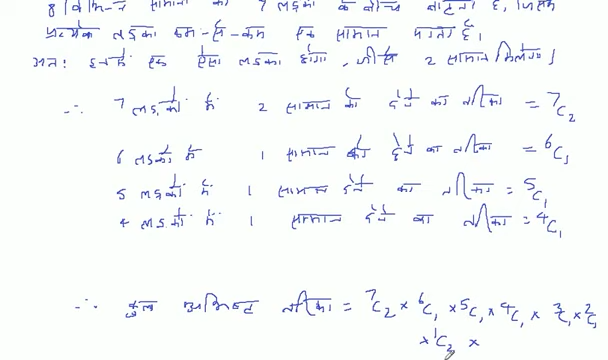 8 विभिन्न सामानों को 7 लड़कों के बीच बाँटना है, जिसमें
प्रत्येक लड़का कम-से-कम एक सामान पाता है।
अतः इनमें एक ऐसा लड़का होगा, जिसे 2 सामान मिलेगा।
∴ 7 लड़कों में 2 सामान को देने का तरीका = ⁷C₂
6 लड़कों में 1 सामान को देने का तरीका = ⁶C₁
5 लड़कों में 1 सामान देने का तरीका = ⁵C₁
4 लड़कों में 1 सामान देने का तरीका = ⁴C₁
∴ कुल अभिष्ट तरीका = ⁷C₂ × ⁶C₁ × ⁵C₁ × ⁴C₁ × ³C₁ × ²C₁
× ¹C ×